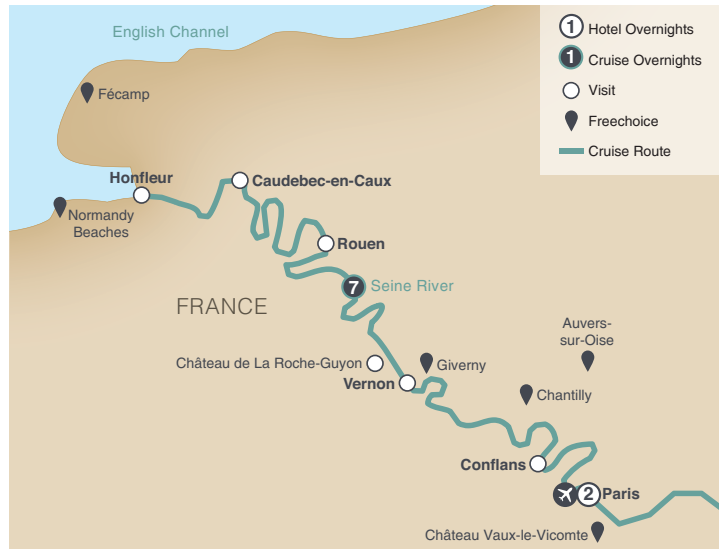 English Channel
1 Hotel Overnights
1 Cruise Overnights
Visit
Freechoice
Cruise Route
Fécamp
Honfleur
Caudebec-en-Caux
Normandy
Beaches
Rouen
7 Seine River
FRANCE
Auvers-
sur-Oise
Château de La Roche-Guyon
Giverny
Vernon
Chantilly
Conflans
2 Paris
Château Vaux-le-Vicomte